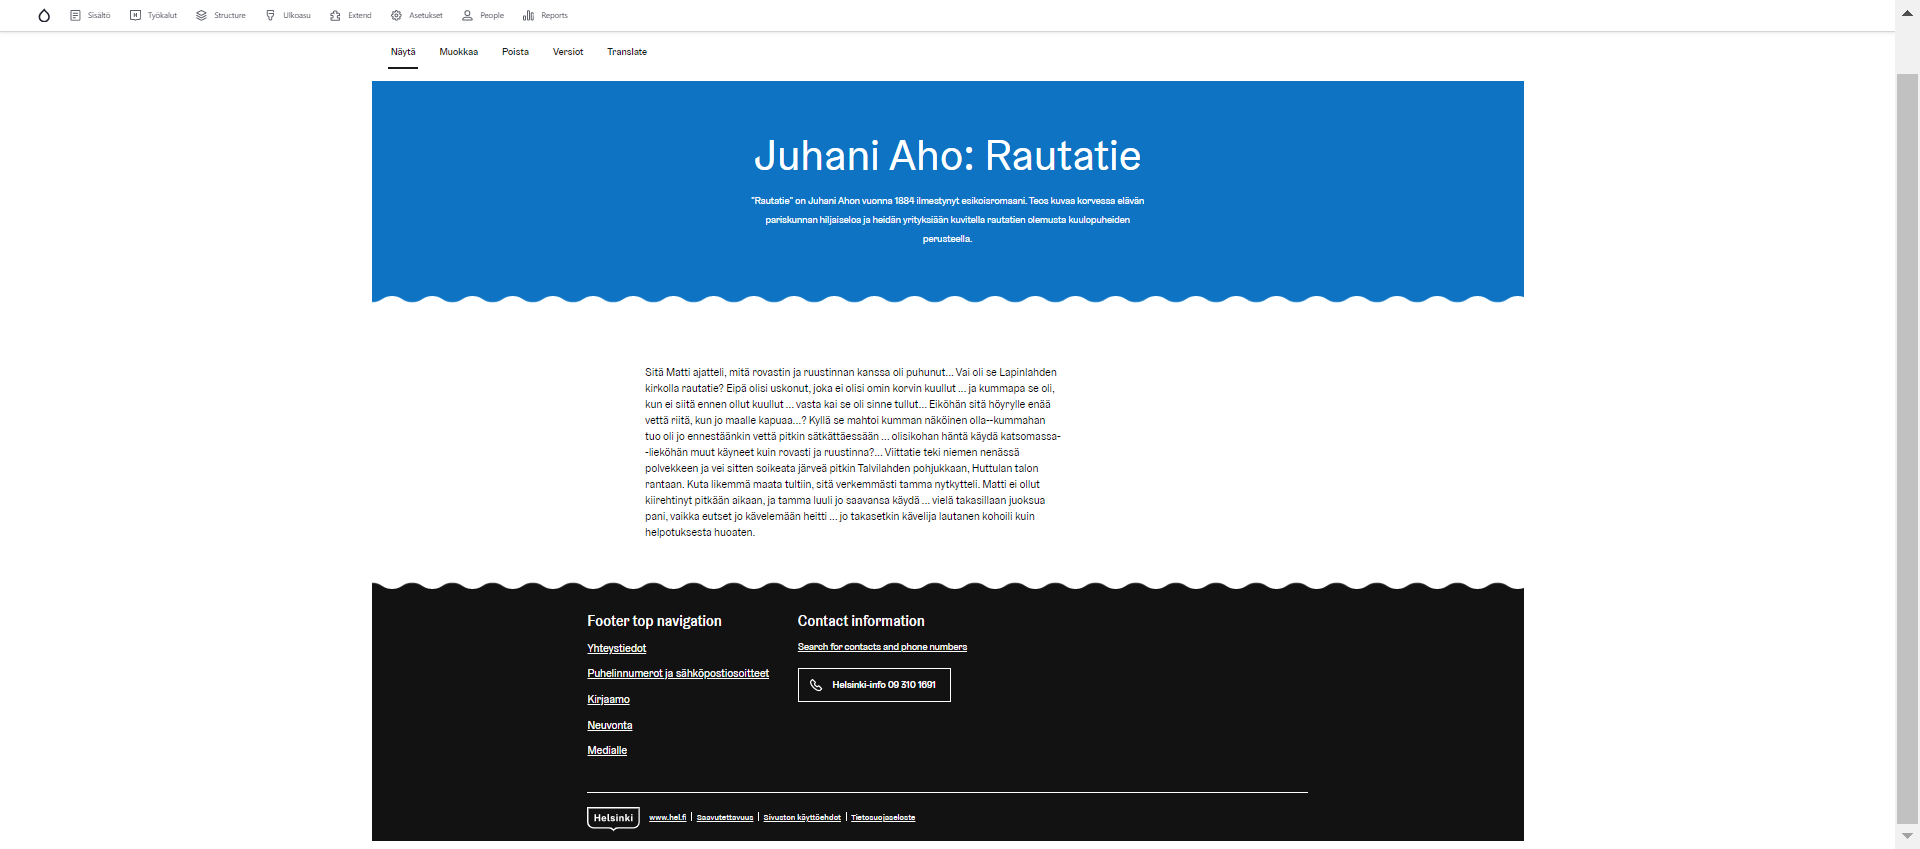 Sisältö Työkalut Structure Ulkoasu Extend Asetukset People Reports
Näytä Muokkaa Poista Versiot Translate
Juhani Aho: Rautatie
"Rautatie" on Juhani Ahon vuonna 1884 ilmestynyt esikoisromaani. Teos kuvaa korvessa elävän
pariskunnan hiljaiseloa ja heidän yrityksiään kuvitella rautatien olemusta kuulopuheiden
perusteella.
Sitä Matti ajatteli, mitä rovastin ja ruustinnan kanssa oli puhunut... Vai oli se Lapinlahden
kirkolla rautatie? Eipä olisi uskonut, joka ei olisi omin korvin kuullut ... ja kummapa se oli,
kun ei siitä ennen ollut kuullut ... vasta kai se oli sinne tullut... Eiköhän sitä höyrylle enää
vettä riitä, kun jo maalle kapuaa...? Kyllä se mahtoi kumman näköinen olla--kummahan
tuo oli jo ennestäänkin vettä pitkin sätkättäessään ... olisikohan häntä käydä katsomassa-
-lieköhän muut käyneet kuin rovasti ja ruustinna?... Viittatie teki niemen nenässä
polvekkeen ja vei sitten soikeata järveä pitkin Talvilahden pohjukkaan, Huttulan talon
rantaan. Kuta likemmä maata tultiin, sitä verkemmästi tamma nytkytteli. Matti ei ollut
kiirehtinyt pitkään aikaan, ja tamma luuli jo saavansa käydä ... vielä takasillaan juoksua
pani, vaikka eutset jo kävelemään heitti ... jo takasetkin kävelijä lautanen kohoili kuin
helpotuksesta huoaten.
Footer top navigation
Yhteystiedot
Puhelinnumerot ja sähköpostiosoitteet
Kirjaamo
Neuvonta
Medialle
Contact information
Search for contacts and phone numbers
Helsinki-info 09 310 1691
Helsinki www.hel.fi Saavutettavuus Sivuston käyttöehdot Tietosuojaseloste